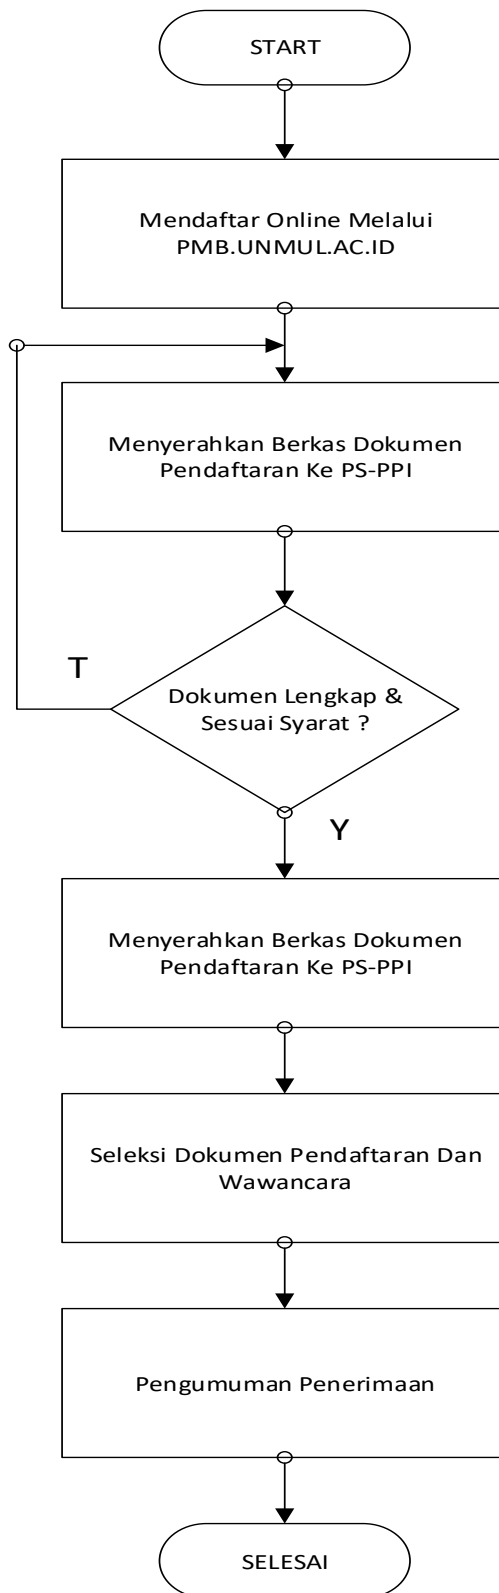 START
Mendaftar Online Melalui
PMB.UNMUL.AC.ID
Menyerahkan Berkas Dokumen
Pendaftaran Ke PS-PPI
T
Dokumen Lengkap &
Sesuai Syarat ?
Y
Menyerahkan Berkas Dokumen
Pendaftaran Ke PS-PPI
Seleksi Dokumen Pendaftaran Dan
Wawancara
Pengumuman Penerimaan
SELESAI